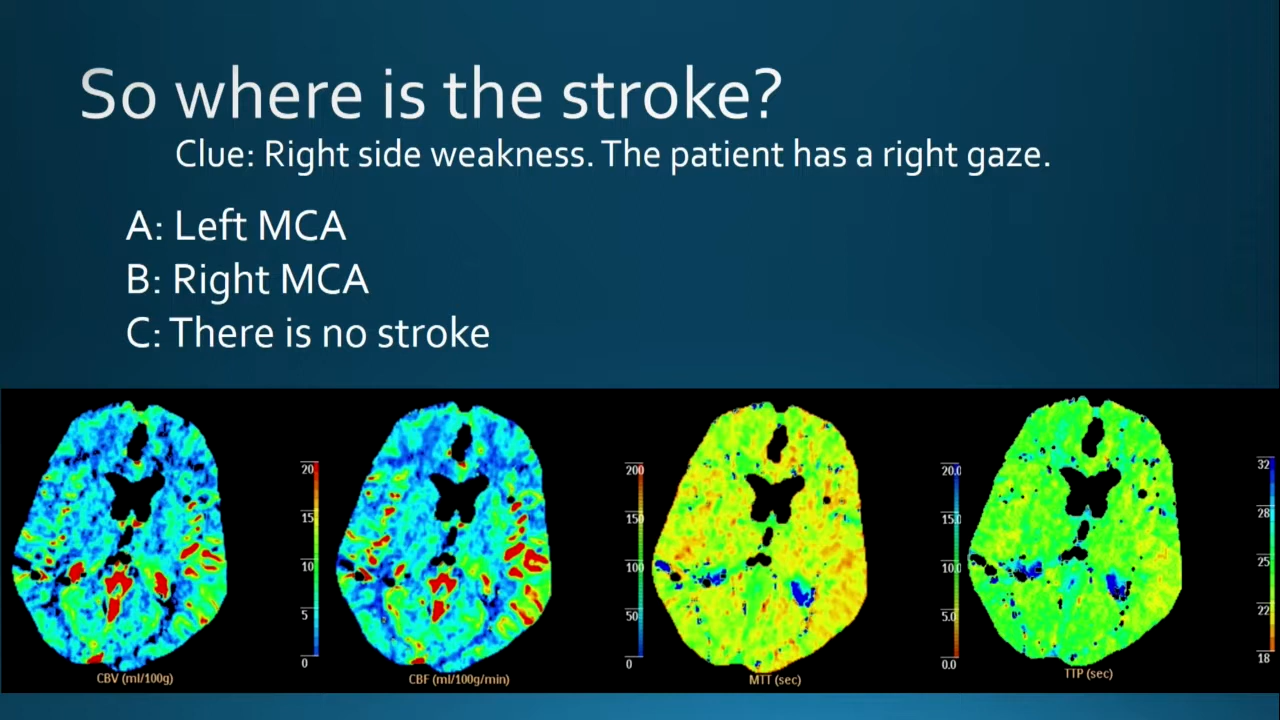 So where is the stroke?
Clue: Right side weakness. The patient has a right gaze.
A: Left MCA
B: Right MCA
C: There is no stroke
20
15
10
5
0
CBV (ml/100g)
200
150
100
50
0
CBF (ml/100g/min)
20.0
15.0
10.0
5.0
0.0
MTT (sec)
32
28
25
22
18
TTP (sec)